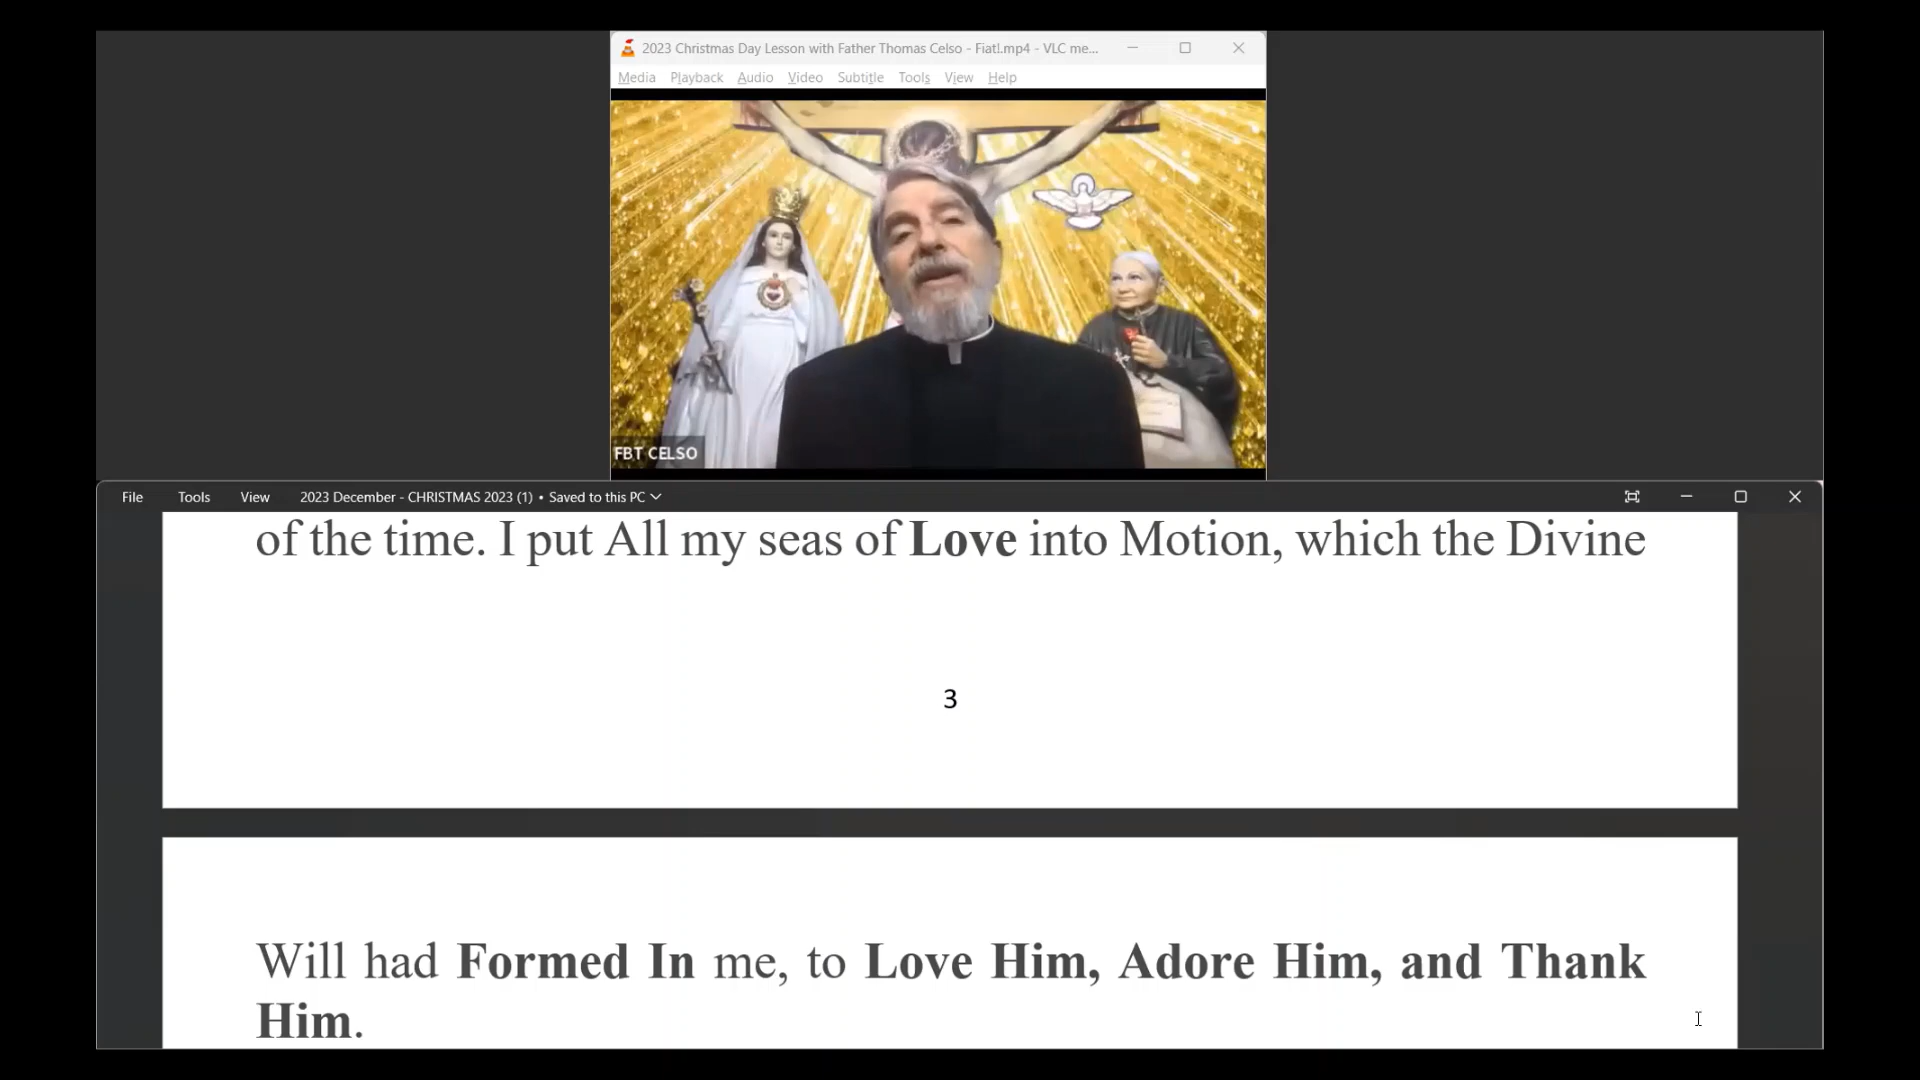 2023 Christmas Day Lesson with Father Thomas Celso - Fiat!.mp4 - VLC me...
Media Playback Audio Video Subtitle Tools View Help
FBT CELSO
File Tools View 2023 December - CHRISTMAS 2023 (1) • Saved to this PC
of the time. I put All my seas of Love into Motion, which the Divine
3
Will had Formed In me, to Love Him, Adore Him, and Thank
Him.